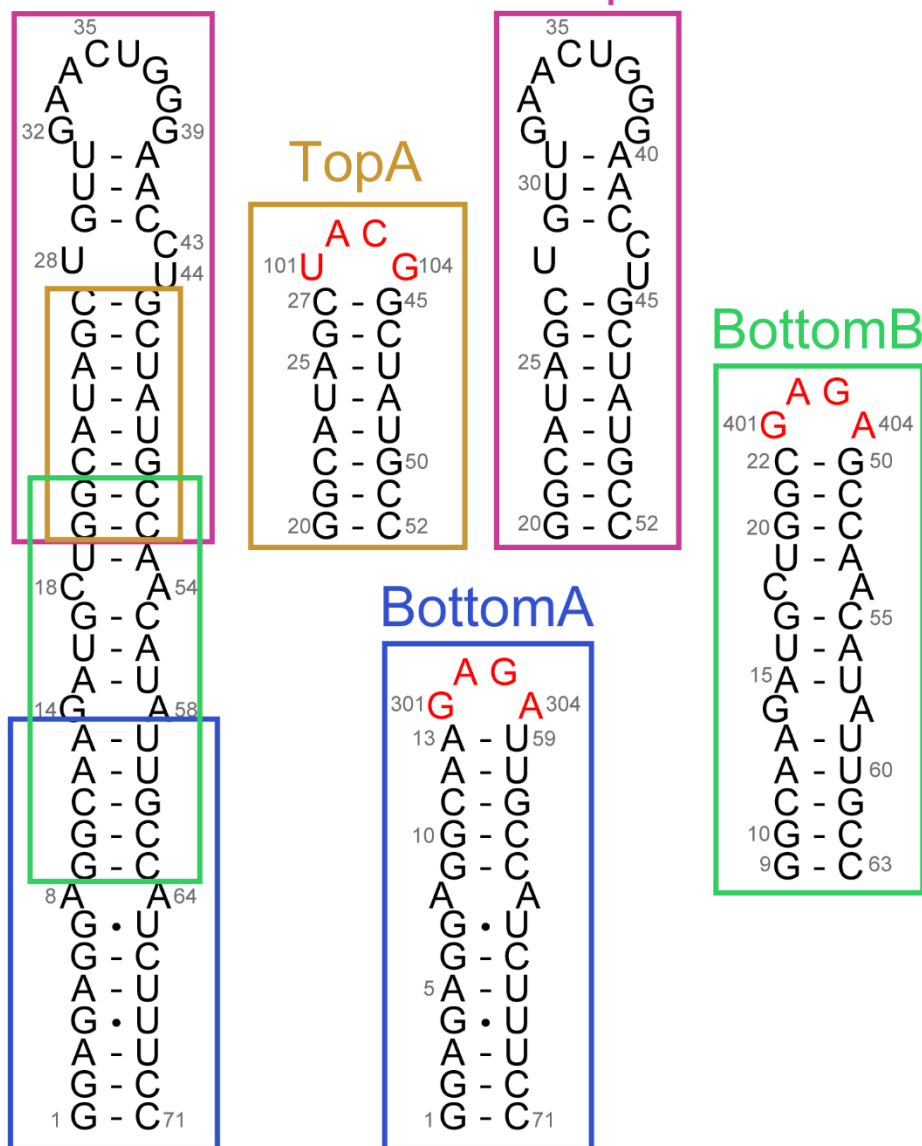 35
C U
A G
A G
32 G G 39
U - A
U - A
G - C
C 43
28 U U 44
C - G
G - C
A - U
U - A
A - U
C - G
G - C
G - C
U - A
18 C A 54
G - C
U - A
A - U
14 G A 58
A - U
A - U
C - G
G - C
G - C
8 A A 64
G • U
G - C
A - U
G • U
A - U
G - C
1 G - C 71
TopA
A C
101 U G 104
27 C - G 45
G - C
25 A - U
U - A
A - U
C - G 50
G - C
20 G - C 52
35
C U
A G
A G
G G
U - A 40
30 U - A
G - C
C
U U
C - G 45
G - C
25 A - U
U - A
A - U
C - G
G - C
20 G - C 52
BottomA
A G
301 G A 304
13 A - U 59
A - U
C - G
10 G - C
G - C
A A
G • U
G - C
5 A - U
G • U
A - U
G - C
1 G - C 71
BottomB
A G
401 G A 404
22 C - G 50
G - C
20 G - C
U - A
C A
G - C 55
U - A
15 A - U
G A
A - U
A - U 60
C - G
10 G - C
9 G - C 63